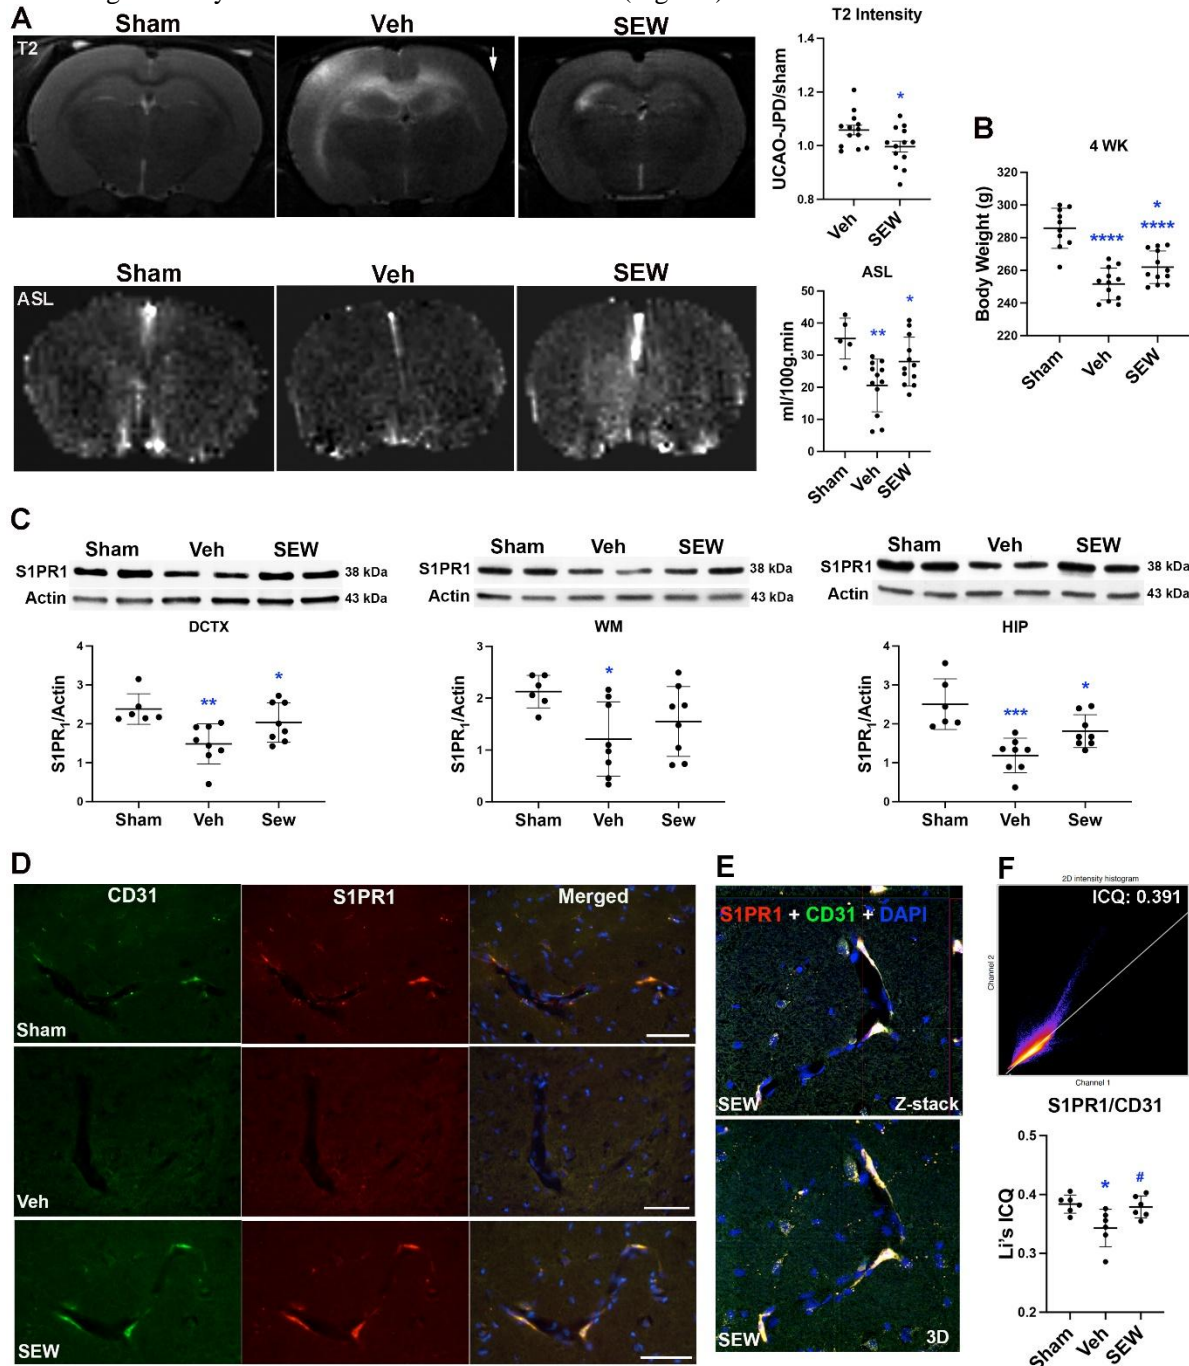 A
Sham
Veh
SEW
T2
T2 Intensity
UCAO-JPD/sham
1.4
1.2
1.0
0.8
*
Veh
SEW
B
4 WK
Body Weight (g)
320
300
280
260
240
220
****
*
****
Sham
Veh
SEW
Sham
Veh
SEW
ASL
ASL
ml/100g.min
50
40
30
20
10
0
**
*
Sham
Veh
SEW
C
Sham Veh SEW
S1PR1 38 kDa
Actin 43 kDa
DCTX
S1PR1/Actin
4
3
2
1
0
**
*
Sham Veh Sew
Sham Veh SEW
S1PR1 38 kDa
Actin 43 kDa
WM
S1PR1/Actin
3
2
1
0
*
Sham Veh SEW
Sham Veh SEW
S1PR1 38 kDa
Actin 43 kDa
HIP
S1PR1/Actin
4
3
2
1
0
***
*
Sham Veh Sew
D
CD31
S1PR1
Merged
Sham
Veh
SEW
E
S1PR1 + CD31 + DAPI
SEW
Z-stack
SEW
3D
F
2D intensity histogram
ICQ: 0.391
Channel 2
Channel 1
S1PR1/CD31
Li's ICQ
0.5
0.4
0.3
0.2
*
#
Sham
Veh
SEW